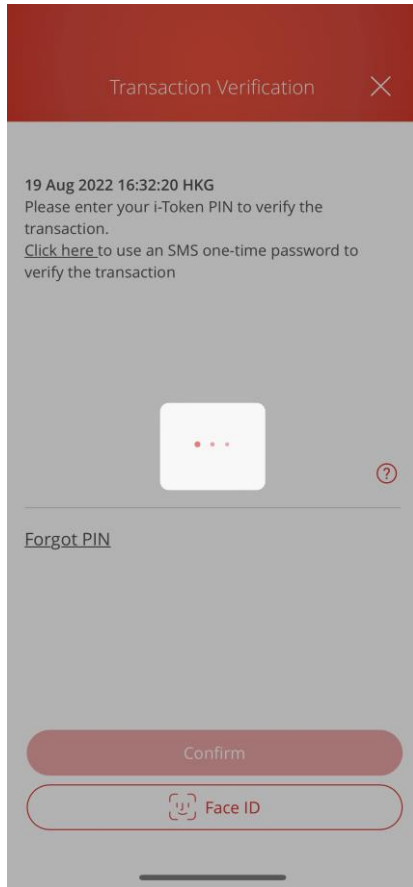 Transaction Verification
19 Aug 2022 16:32:20 HKG
Please enter your i-Token PIN to verify the
transaction.
Click here to use an SMS one-time password to
verify the transaction
?
Forgot PIN
Confirm
Face ID